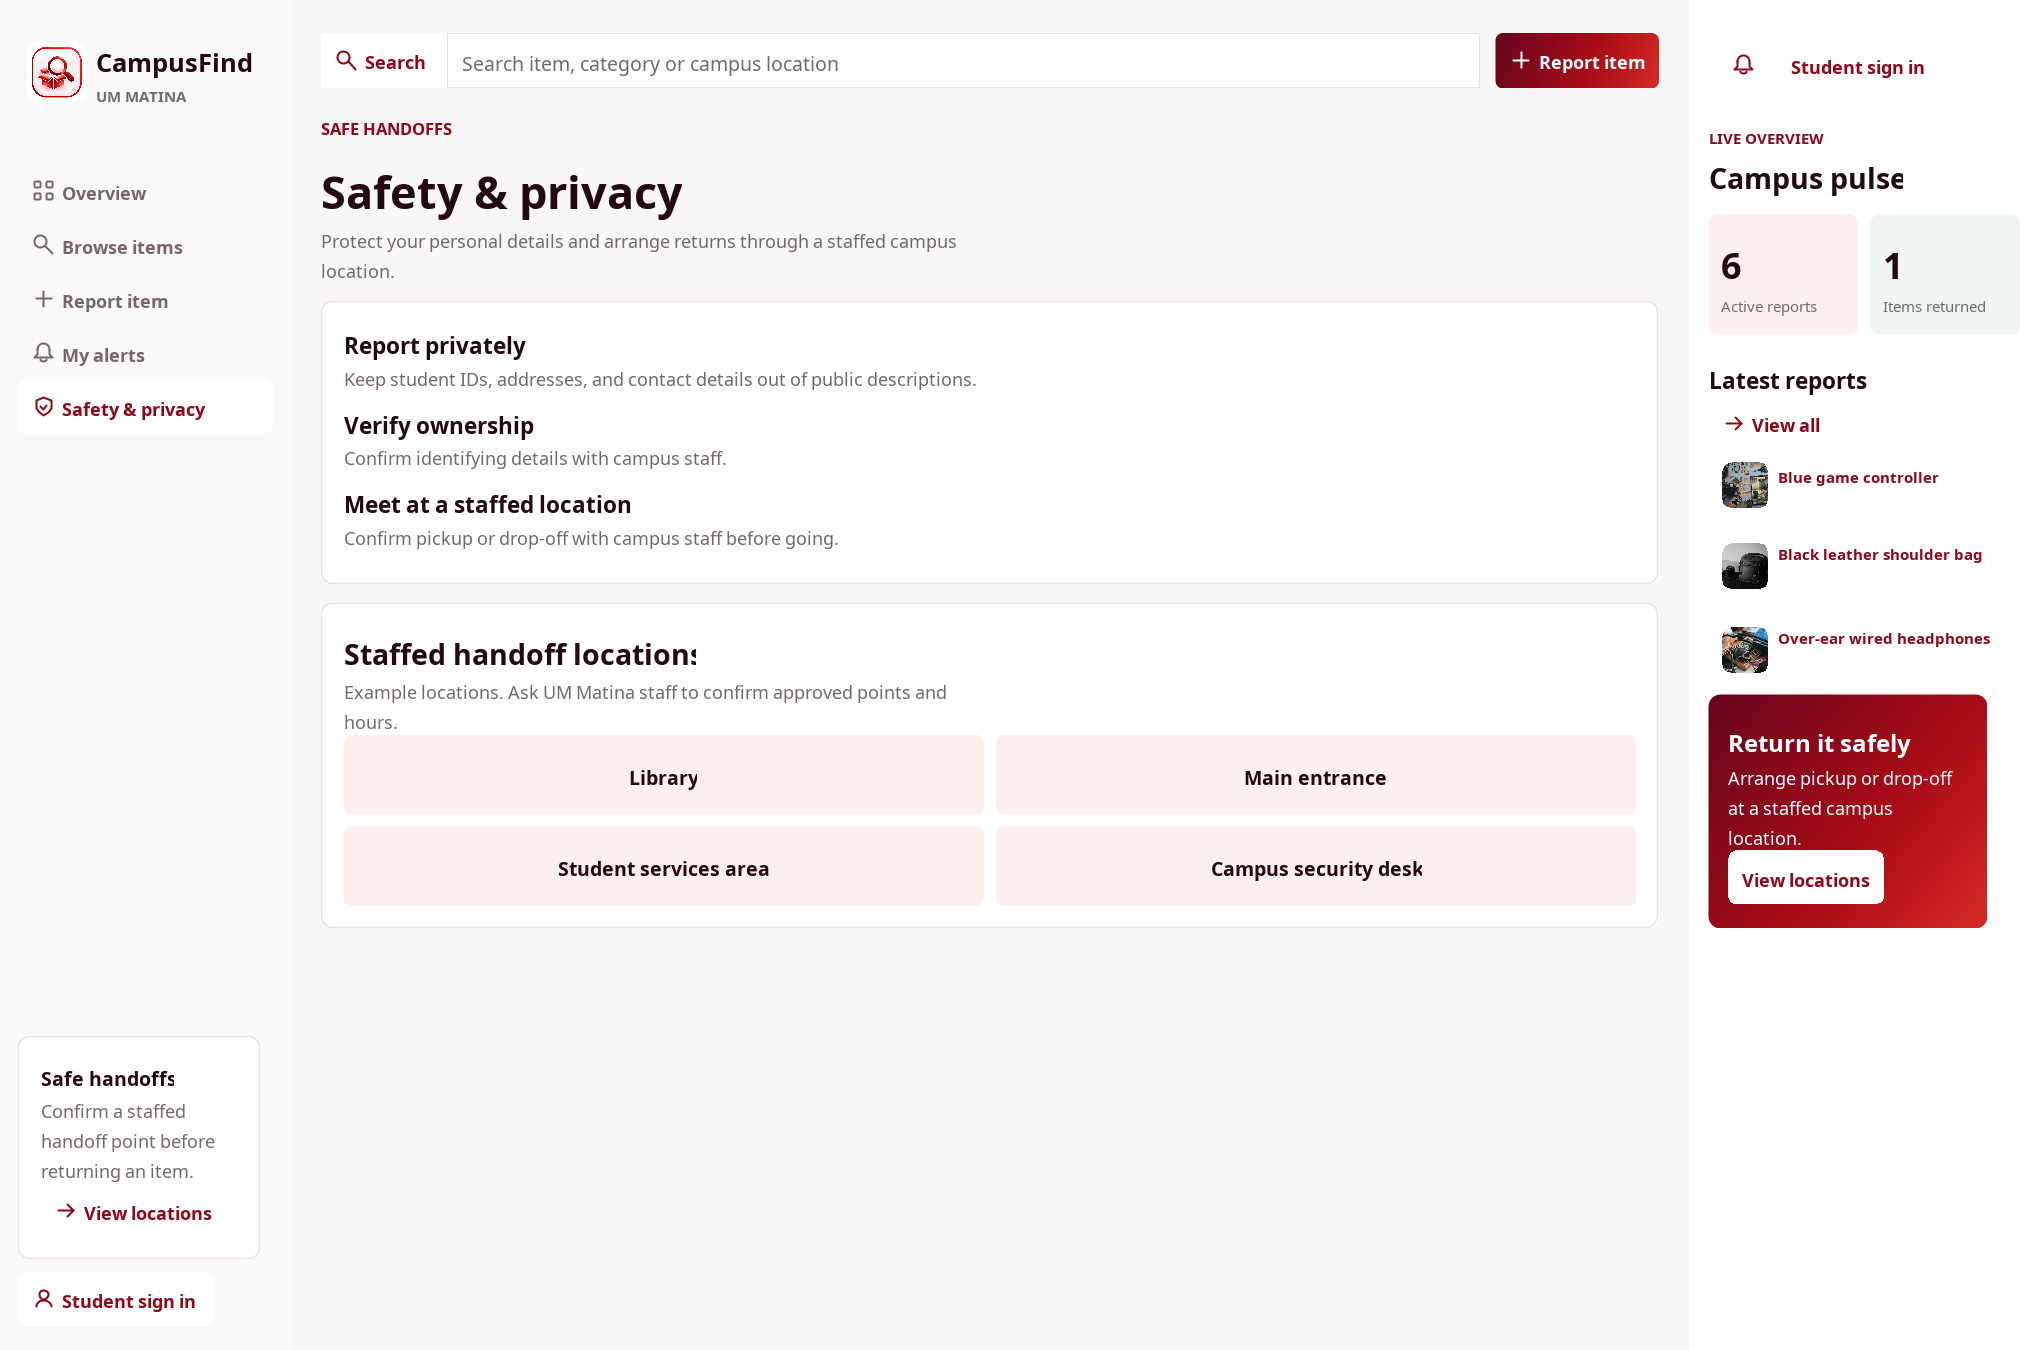 CampusFind
UM MATINA
Overview
Browse items
Report item
My alerts
Safety & privacy
Safe handoffs
Confirm a staffed
handoff point before
returning an item.
View locations
Student sign in
Search
Search item, category or campus location
Report item
SAFE HANDOFFS
Safety & privacy
Protect your personal details and arrange returns through a staffed campus
location.
Report privately
Keep student IDs, addresses, and contact details out of public descriptions.
Verify ownership
Confirm identifying details with campus staff.
Meet at a staffed location
Confirm pickup or drop-off with campus staff before going.
Staffed handoff locations
Example locations. Ask UM Matina staff to confirm approved points and
hours.
Library
Main entrance
Student services area
Campus security desk
Student sign in
LIVE OVERVIEW
Campus pulse
6
Active reports
1
Items returned
Latest reports
View all
Blue game controller
Black leather shoulder bag
Over-ear wired headphones
Return it safely
Arrange pickup or drop-off
at a staffed campus
location.
View locations